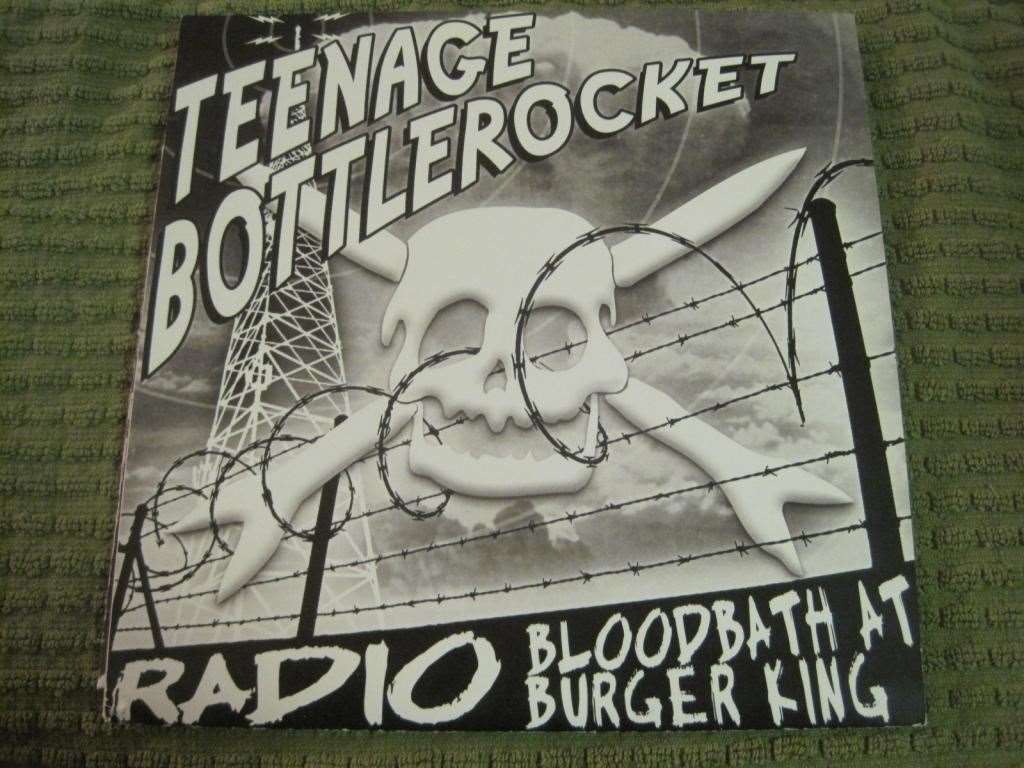 TEENAGE
BOTTLEROCKET
RADIO
BLOODBATH AT
BURGER KING